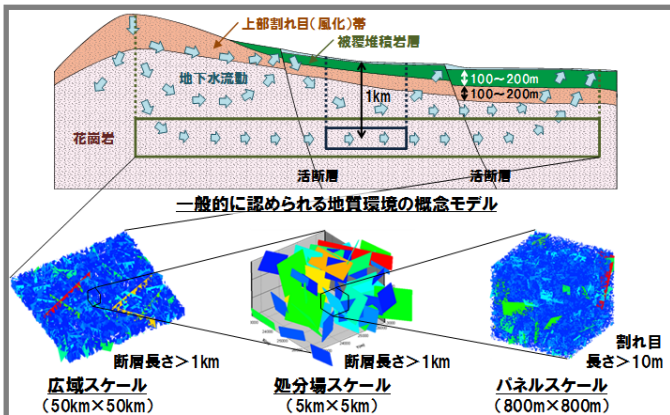 上部割れ目（風化）帯
被覆堆積岩層
地下水流動
1km
100～200m
100～200m
花崗岩
活断層
活断層
一般的に認められる地質環境の概念モデル
断層長さ＞1km
断層長さ＞1km
割れ目
長さ＞10m
広域スケール
（50km×50km）
処分場スケール
（5km×5km）
パネルスケール
（800m×800m）